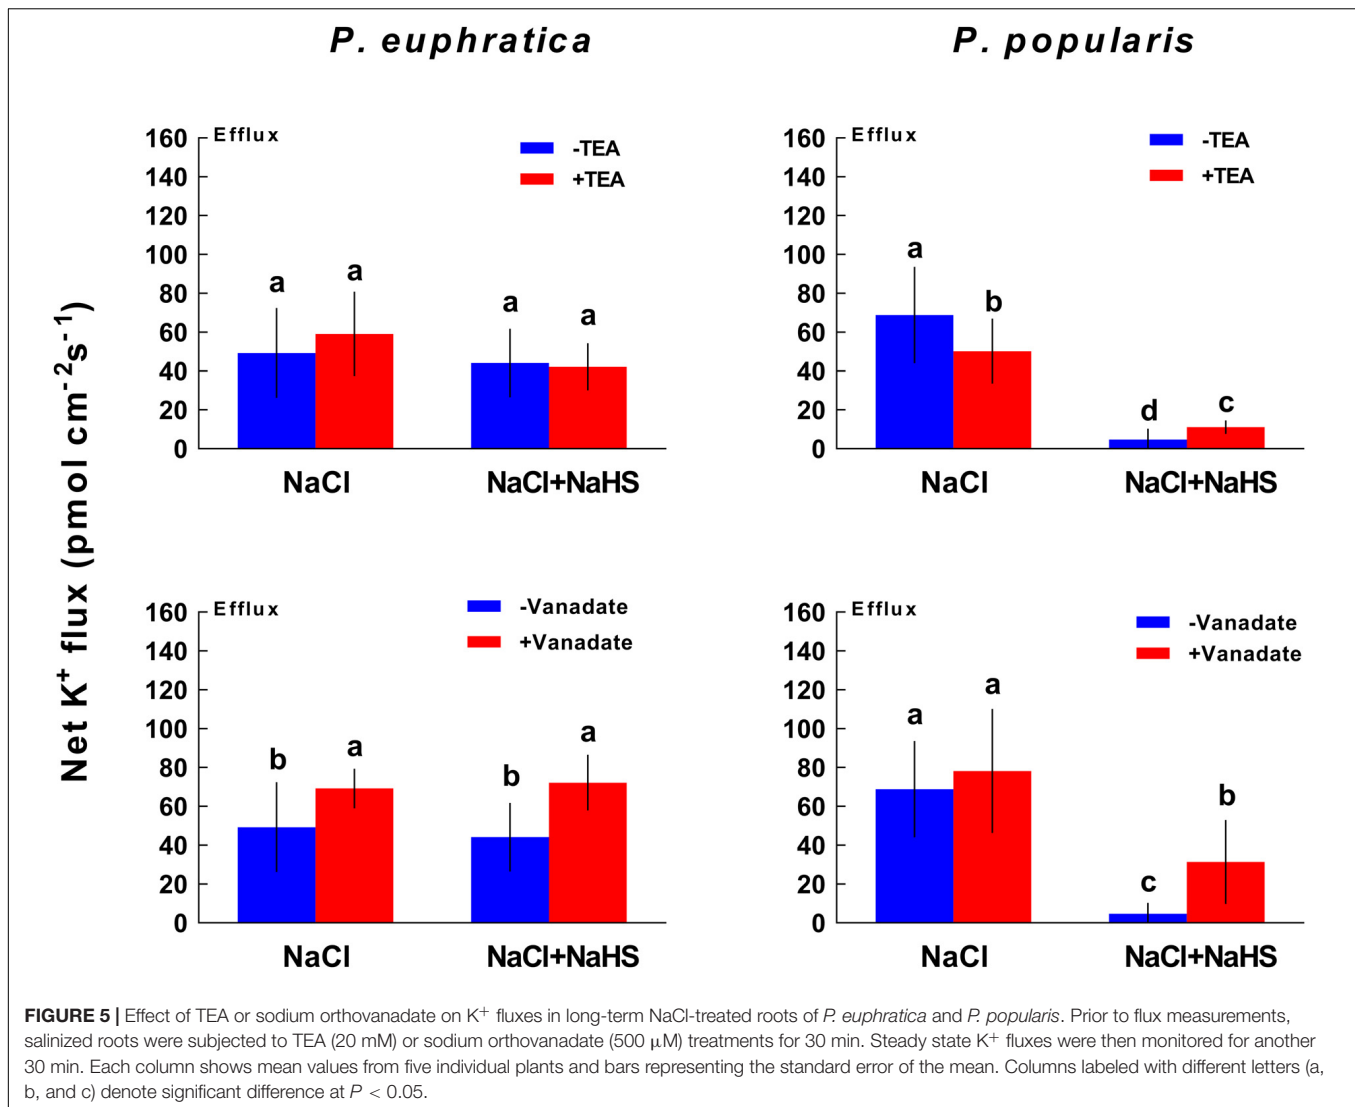 P. euphratica
P. popularis
Net K+ flux (pmol cm-2s-1)
160
140
120
100
80
60
40
20
0
Efflux
-TEA
+TEA
a
a
a
a
NaCl
NaCl+NaHS
160
140
120
100
80
60
40
20
0
Efflux
-TEA
+TEA
a
b
d
c
NaCl
NaCl+NaHS
160
140
120
100
80
60
40
20
0
Efflux
-Vanadate
+Vanadate
b
a
b
a
NaCl
NaCl+NaHS
160
140
120
100
80
60
40
20
0
Efflux
-Vanadate
+Vanadate
a
a
c
b
NaCl
NaCl+NaHS
FIGURE 5 | Effect of TEA or sodium orthovanadate on K+ fluxes in long-term NaCl-treated roots of P. euphratica and P. popularis. Prior to flux measurements,
salinized roots were subjected to TEA (20 mM) or sodium orthovanadate (500 μM) treatments for 30 min. Steady state K+ fluxes were then monitored for another
30 min. Each column shows mean values from five individual plants and bars representing the standard error of the mean. Columns labeled with different letters (a,
b, and c) denote significant difference at P < 0.05.